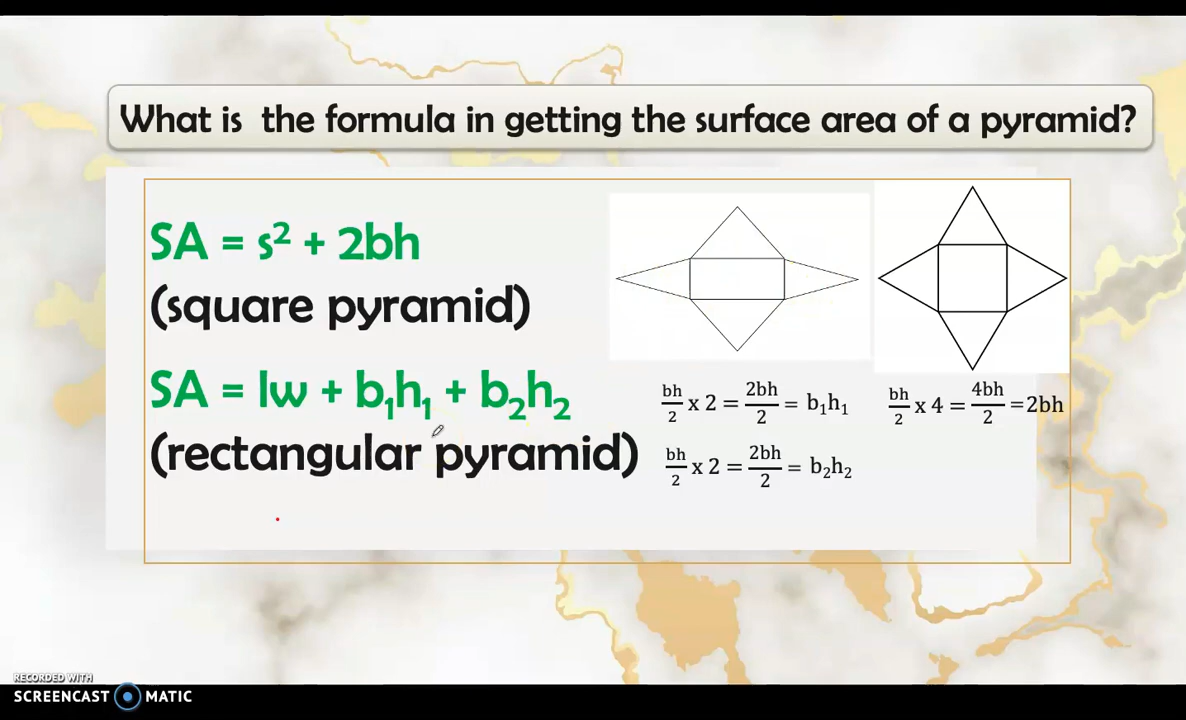 What is the formula in getting the surface area of a pyramid?
SA = s² + 2bh
(square pyramid)
SA = lw + b₁h₁ + b₂h₂
(rectangular pyramid)
bh/2 x 2 = 2bh/2 = b₁h₁
bh/2 x 4 = 4bh/2 =2bh
bh/2 x 2 = 2bh/2 = b₂h₂
RECORDED WITH
SCREENCAST MATIC